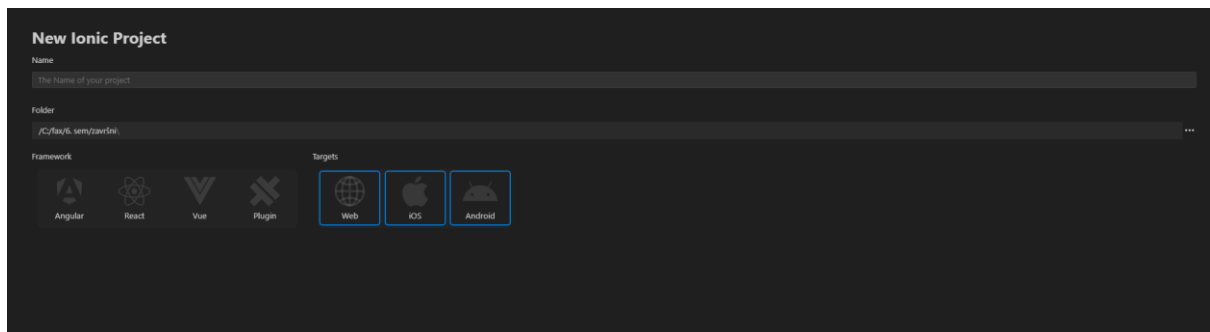 New Ionic Project
Name
The Name of your project
Folder
/C:/fax/6. sem/završni\
Framework
Targets
Angular
React
Vue
Plugin
Web
iOS
Android